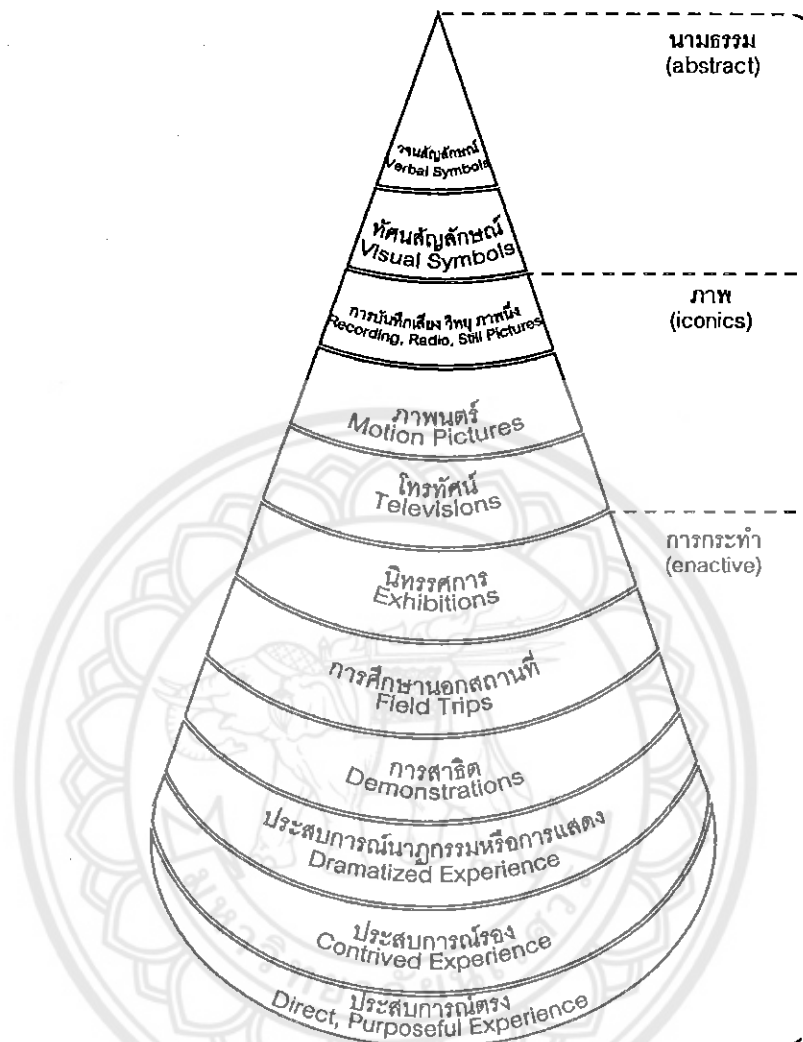 นามธรรม
(abstract)
วจนสัญลักษณ์
Verbal Symbols
ทัศนสัญลักษณ์
Visual Symbols
ภาพ
(iconics)
การบันทึกเสียง วิทยุ ภาพนิ่ง
Recording, Radio, Still Pictures
ภาพนตร์
Motion Pictures
โทรทัศน์
Televisions
การกระทำ
(enactive)
นิทรรศการ
Exhibitions
การศึกษานอกสถานที่
Field Trips
การสาธิต
Demonstrations
ประสบการณ์นาฏกรรมหรือการแสดง
Dramatized Experience
ประสบการณ์รอง
Contrived Experience
ประสบการณ์ตรง
Direct, Purposeful Experience